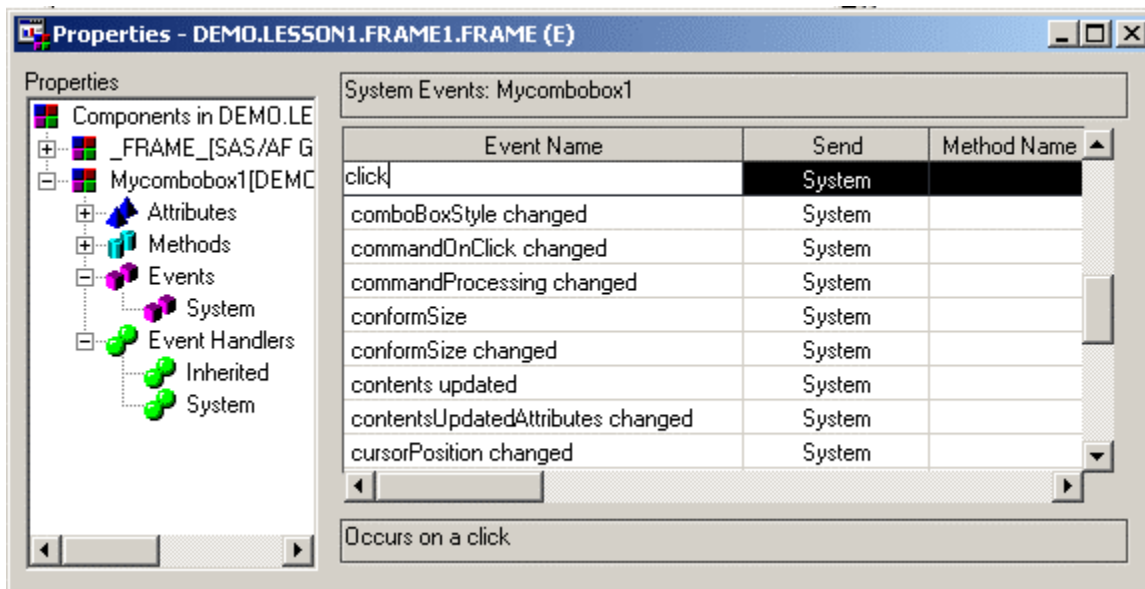 Properties - DEMO.LESSON1.FRAME1.FRAME (E)
Properties
Components in DEMO.LE
_FRAME_[SAS/AF G
Mycombobox1[DEMO
Attributes
Methods
Events
System
Event Handlers
Inherited
System
System Events: Mycombobox1
Event Name Send Method Name
click System
comboBoxStyle changed System
commandOnClick changed System
commandProcessing changed System
conformSize System
conformSize changed System
contents updated System
contentsUpdatedAttributes changed System
cursorPosition changed System
Occurs on a click